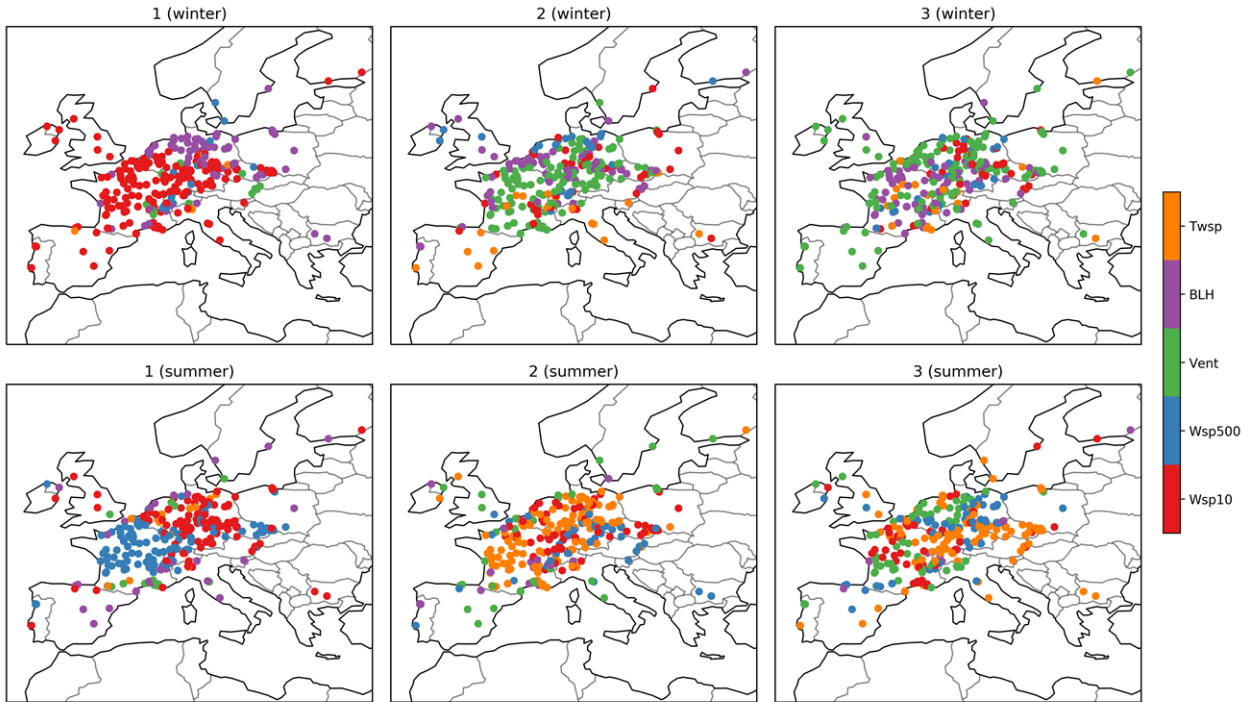 1 (winter)
2 (winter)
3 (winter)
1 (summer)
2 (summer)
3 (summer)
Twsp
BLH
Vent
Wsp500
Wsp10